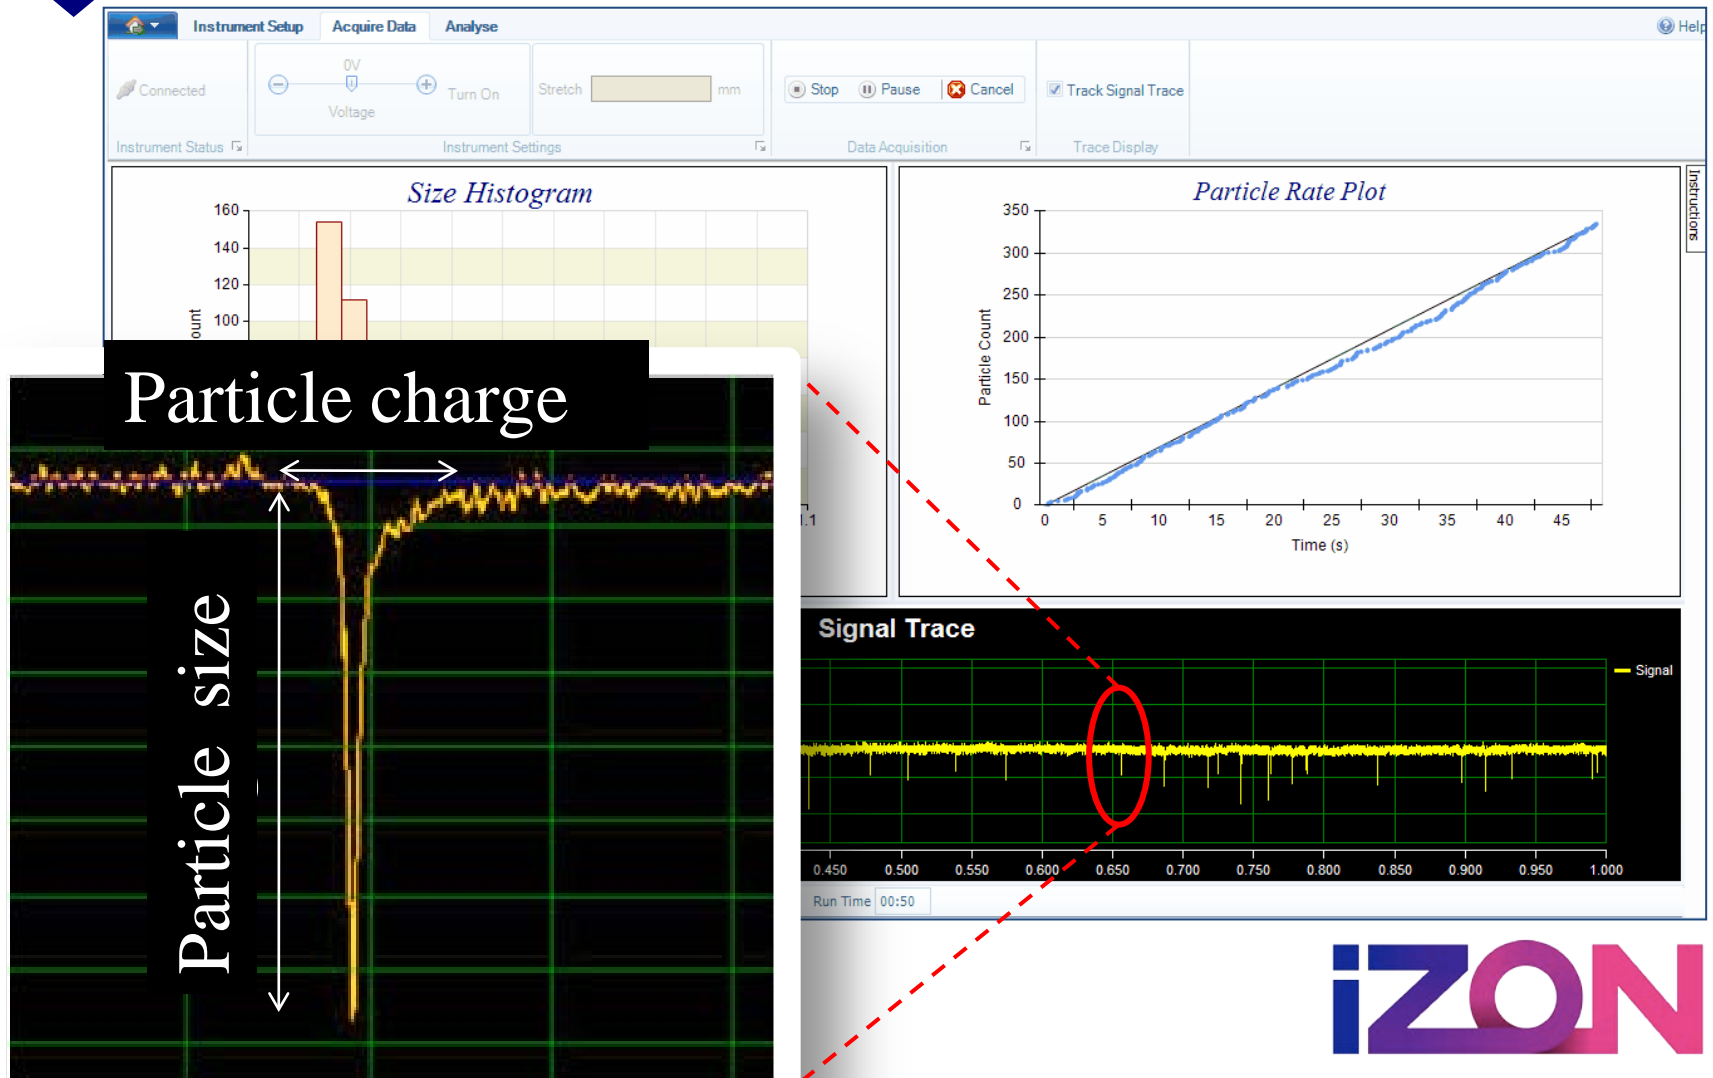 Instrument Setup
Acquire Data
Analyse
Help
Connected
0V
Voltage
Turn On
Stretch
mm
Stop
Pause
Cancel
Track Signal Trace
Instrument Status
Instrument Settings
Data Acquisition
Trace Display
Instructions
Size Histogram
160
140
120
100
Particle Rate Plot
350
300
250
200
150
100
50
0
Particle Count
0 5 10 15 20 25 30 35 40 45
Time (s)
Particle charge
Particle size
Signal Trace
Signal
0.450 0.500 0.550 0.600 0.650 0.700 0.750 0.800 0.850 0.900 0.950 1.000
Run Time 00:50
iZON